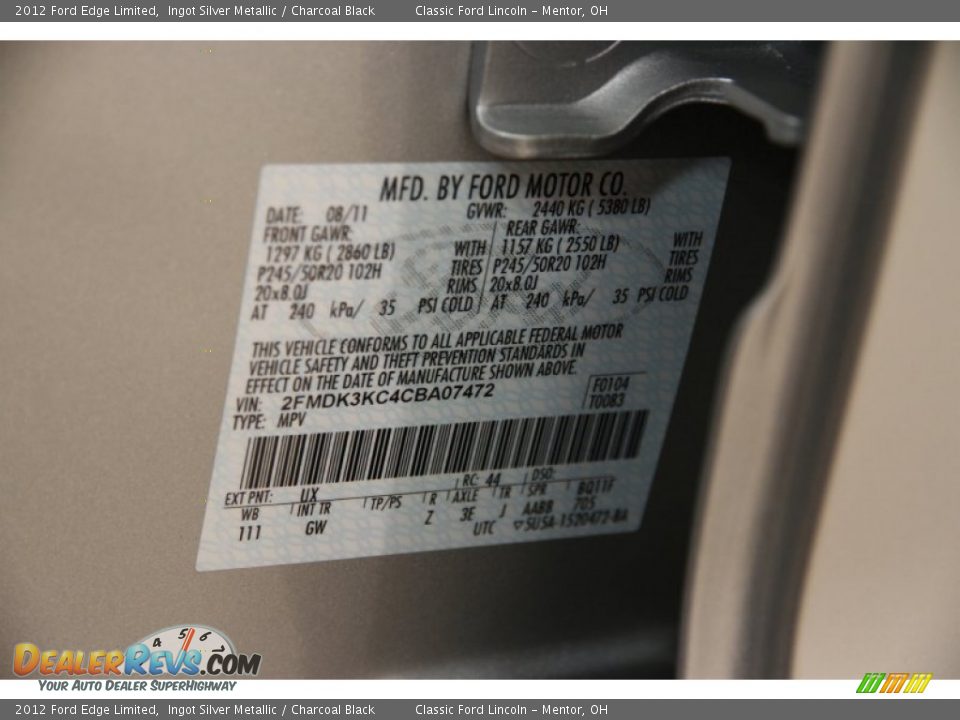 2012 Ford Edge Limited, Ingot Silver Metallic / Charcoal Black Classic Ford Lincoln - Mentor, OH
MFD. BY FORD MOTOR CO.
DATE: 08/11 GVWR: 2440 KG ( 5380 LB)
FRONT GAWR: REAR GAWR:
1297 KG ( 2860 LB) WITH 1157 KG ( 2550 LB) WITH
P245/50R20 102H TIRES P245/50R20 102H TIRES
20x8.0J RIMS 20x8.0J RIMS
AT 240 kPa/ 35 PSI COLD AT 240 kPa/ 35 PSI COLD
THIS VEHICLE CONFORMS TO ALL APPLICABLE FEDERAL MOTOR
VEHICLE SAFETY AND THEFT PREVENTION STANDARDS IN
EFFECT ON THE DATE OF MANUFACTURE SHOWN ABOVE.
VIN: 2FMDK3KC4CBA07472 F0104
TYPE: MPV T0083
EXT PNT: UX RC: 44 DSO:
WB INT TR TP/PS R AXLE TR SPR BQ11F
111 GW Z 3E J AABB 705
UTC ▽5U5A-1520472-BA
4 5 6
DEALERREVS.COM
YOUR AUTO DEALER SUPERHIGHWAY
2012 Ford Edge Limited, Ingot Silver Metallic / Charcoal Black Classic Ford Lincoln - Mentor, OH